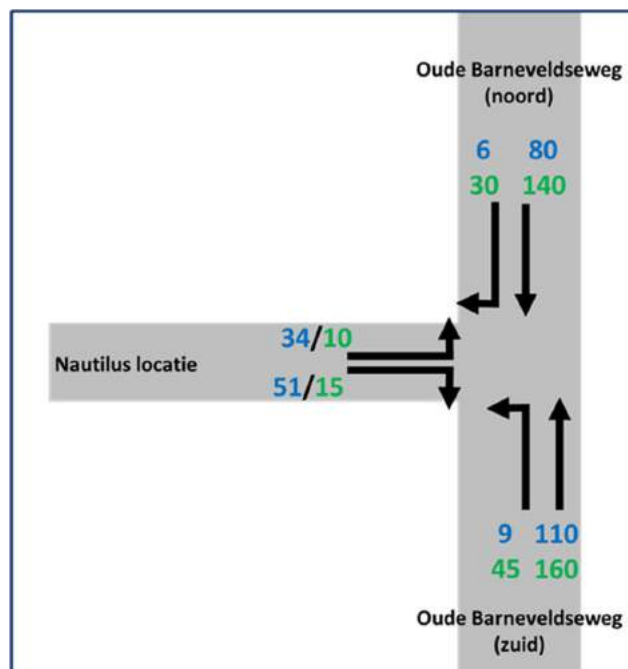 Oude Barneveldseweg
(noord)
6 80
30 140
34/10
Nautilus locatie
51/15
9 110
45 160
Oude Barneveldseweg
(zuid)